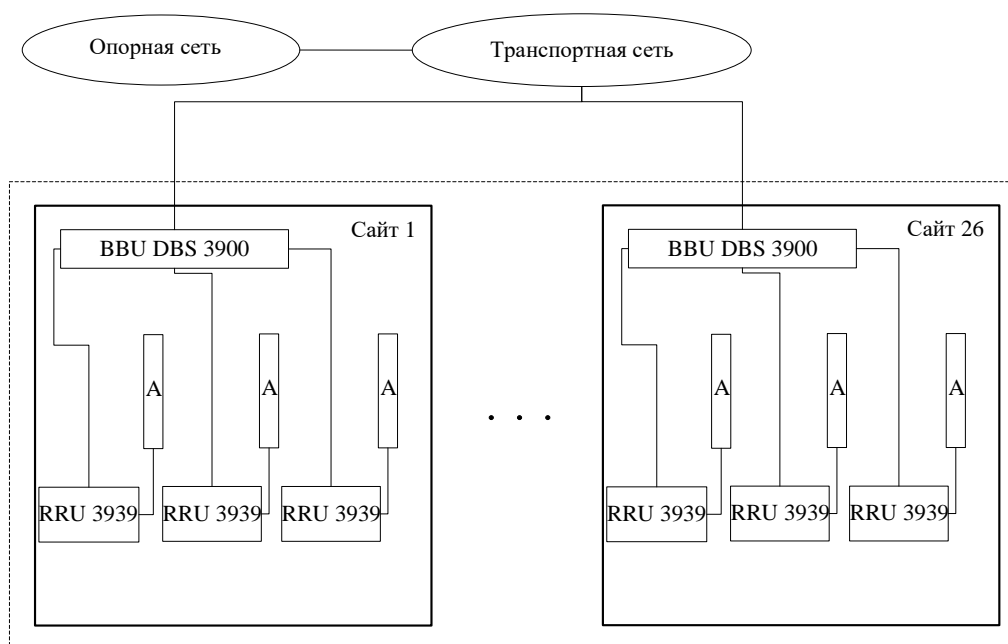 Опорная сеть
Транспортная сеть
Сайт 1
BBU DBS 3900
A
A
A
RRU 3939
RRU 3939
RRU 3939
. . .
Сайт 26
BBU DBS 3900
A
A
A
RRU 3939
RRU 3939
RRU 3939